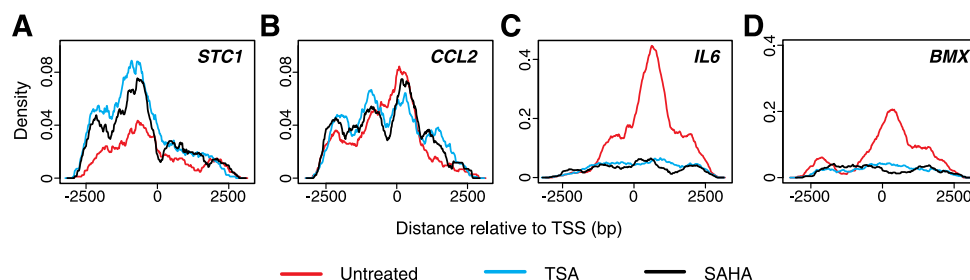 A B C D
STC1 CCL2 IL6 BMX
Density
0.08
0.04
0
0.08
0.04
0
0.4
0.2
0
0.4
0.2
0
-2500 0 2500 -2500 0 2500 -2500 0 2500 -2500 0 2500
Distance relative to TSS (bp)
Untreated TSA SAHA